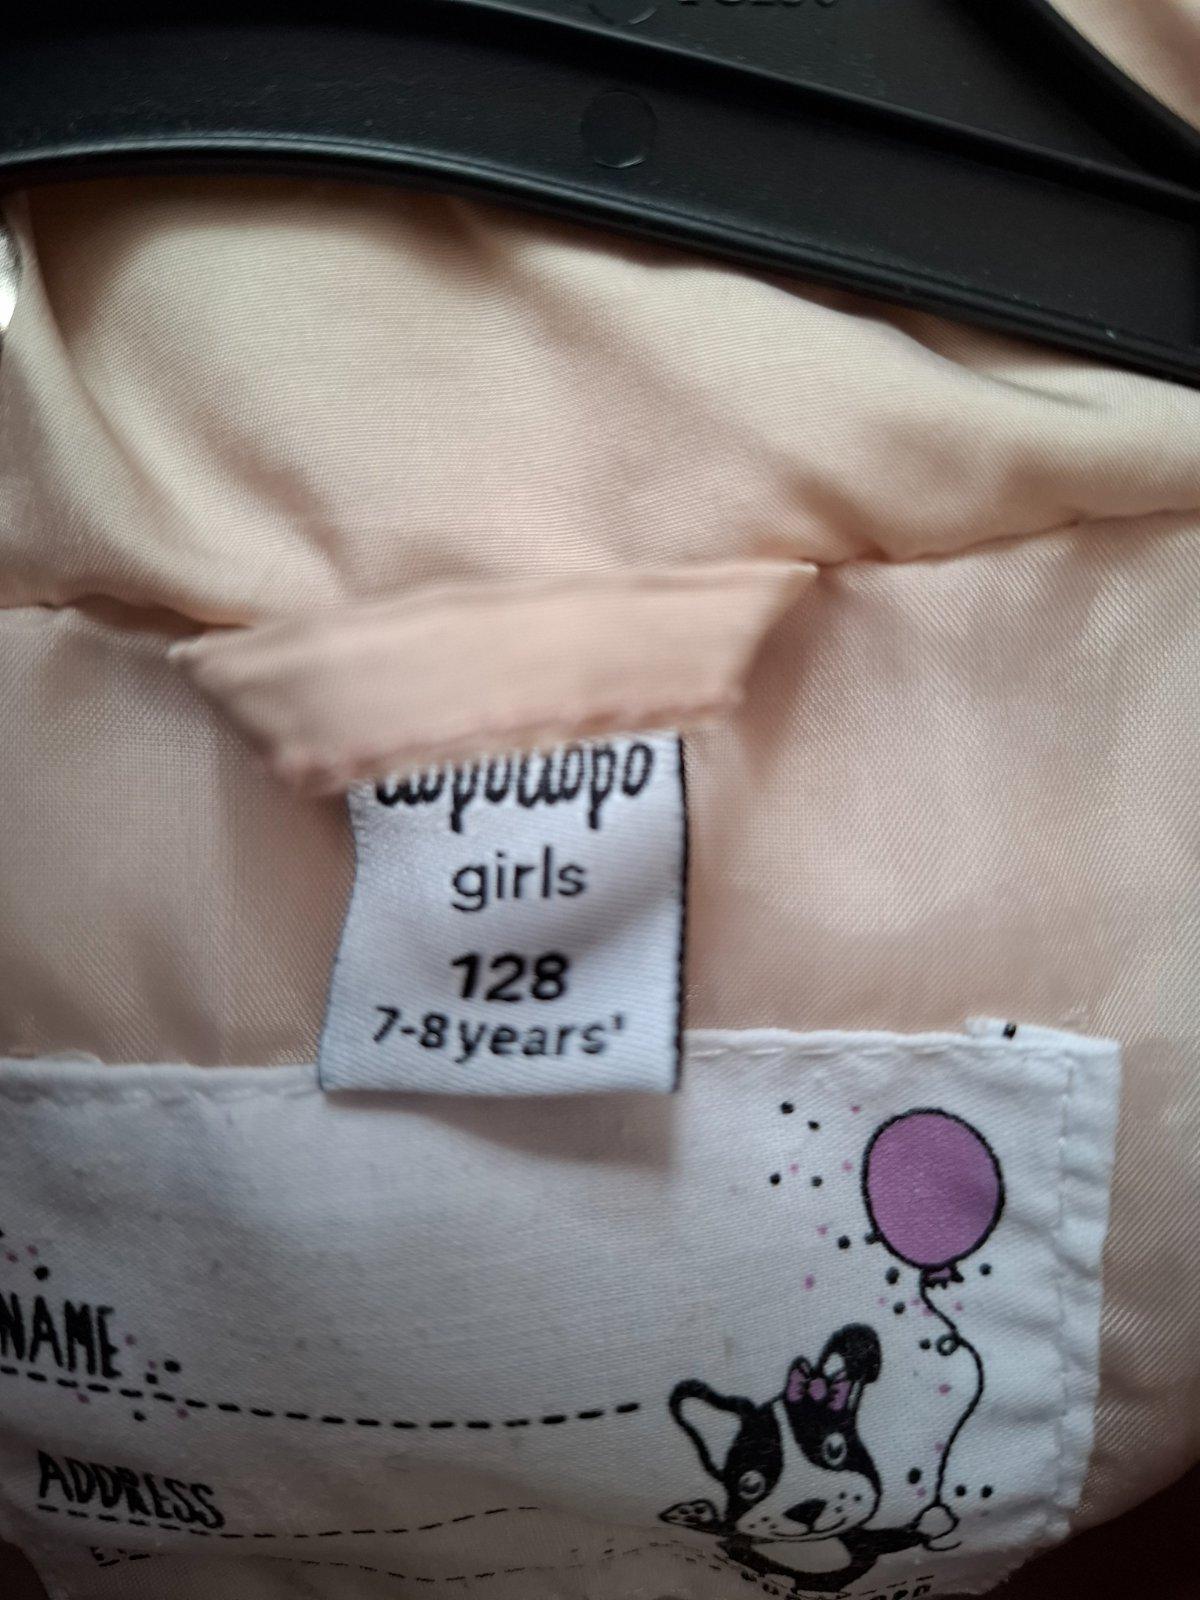 girls
128
7-8 years'
NAME
ADDRESS